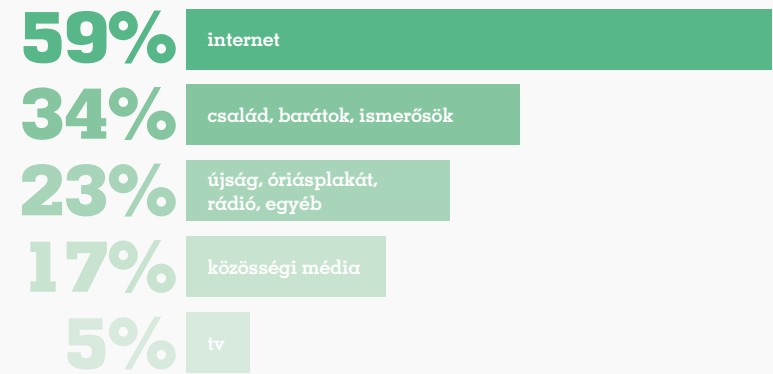 59% internet
34% család, barátok, ismerősök
23% újság, óriásplakát,
rádió, egyéb
17% közösségi média
5% tv